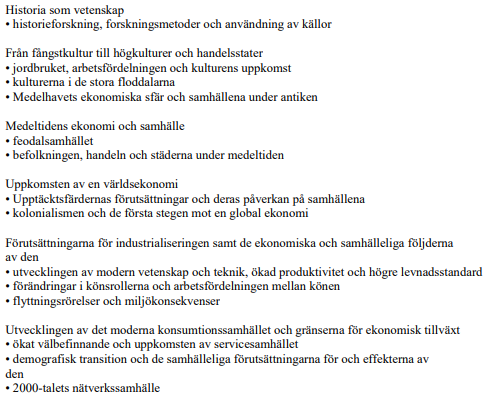 Historia som vetenskap
• historieforskning, forskningsmetoder och användning av källor
Från fångstkultur till högkulturer och handelsstater
• jordbruket, arbetsfördelningen och kulturens uppkomst
• kulturerna i de stora floddalarna
• Medelhavets ekonomiska sfär och samhällena under antiken
Medeltidens ekonomi och samhälle
• feodalsamhället
• befolkningen, handeln och städerna under medeltiden
Uppkomsten av en världsekonomi
• Upptäcktsfärdernas förutsättningar och deras påverkan på samhällena
• kolonialismen och de första stegen mot en global ekonomi
Förutsättningarna för industrialiseringen samt de ekonomiska och samhälleliga följderna
av den
• utvecklingen av modern vetenskap och teknik, ökad produktivitet och högre levnadsstandard
• förändringar i könsrollerna och arbetsfördelningen mellan könen
• flyttningsrörelser och miljökonsekvenser
Utvecklingen av det moderna konsumtionssamhället och gränserna för ekonomisk tillväxt
• ökat välbefinnande och uppkomsten av servicesamhället
• demografisk transition och de samhälleliga förutsättningarna för och effekterna av
den
• 2000-talets nätverkssamhälle